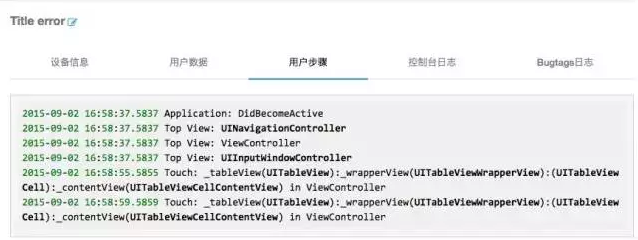 Title error
设备信息 用户数据 用户步骤 控制台日志 Bugtags日志
2015-09-02 16:58:37.5837 Application: DidBecomeActive
2015-09-02 16:58:37.5837 Top View: UINavigationController
2015-09-02 16:58:37.5837 Top View: ViewController
2015-09-02 16:58:37.5837 Top View: UIInputWindowController
2015-09-02 16:58:55.5855 Touch: _tableView(UITableView):_wrapperView(UITableViewWrapperView):(UITableView
Cell):_contentView(UITableViewCellContentView) in ViewController
2015-09-02 16:58:59.5859 Touch: _tableView(UITableView):_wrapperView(UITableViewWrapperView):(UITableView
Cell):_contentView(UITableViewCellContentView) in ViewController